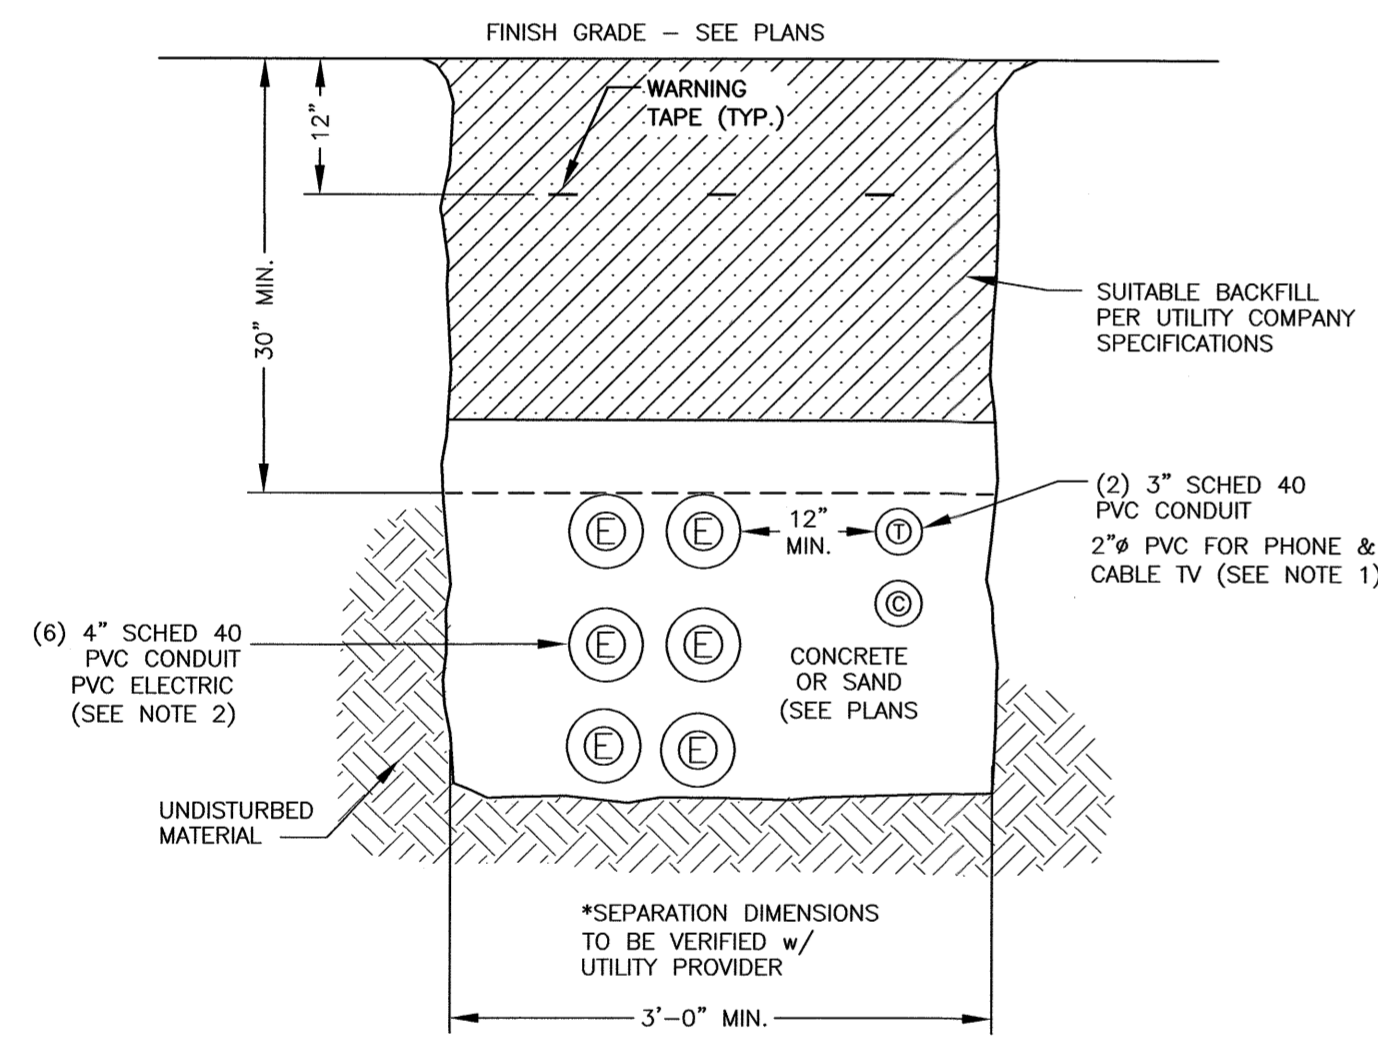 FINISH GRADE – SEE PLANS
12"
WARNING
TAPE (TYP.)
30" MIN.
SUITABLE BACKFILL
PER UTILITY COMPANY
SPECIFICATIONS
(2) 3" SCHED 40
PVC CONDUIT
2"ø PVC FOR PHONE &
CABLE TV (SEE NOTE 1)
E E
12"
MIN.
T
C
(6) 4" SCHED 40
PVC CONDUIT
PVC ELECTRIC
(SEE NOTE 2)
E E
CONCRETE
OR SAND
(SEE PLANS
E E
UNDISTURBED
MATERIAL
*SEPARATION DIMENSIONS
TO BE VERIFIED w/
UTILITY PROVIDER
3'–0" MIN.